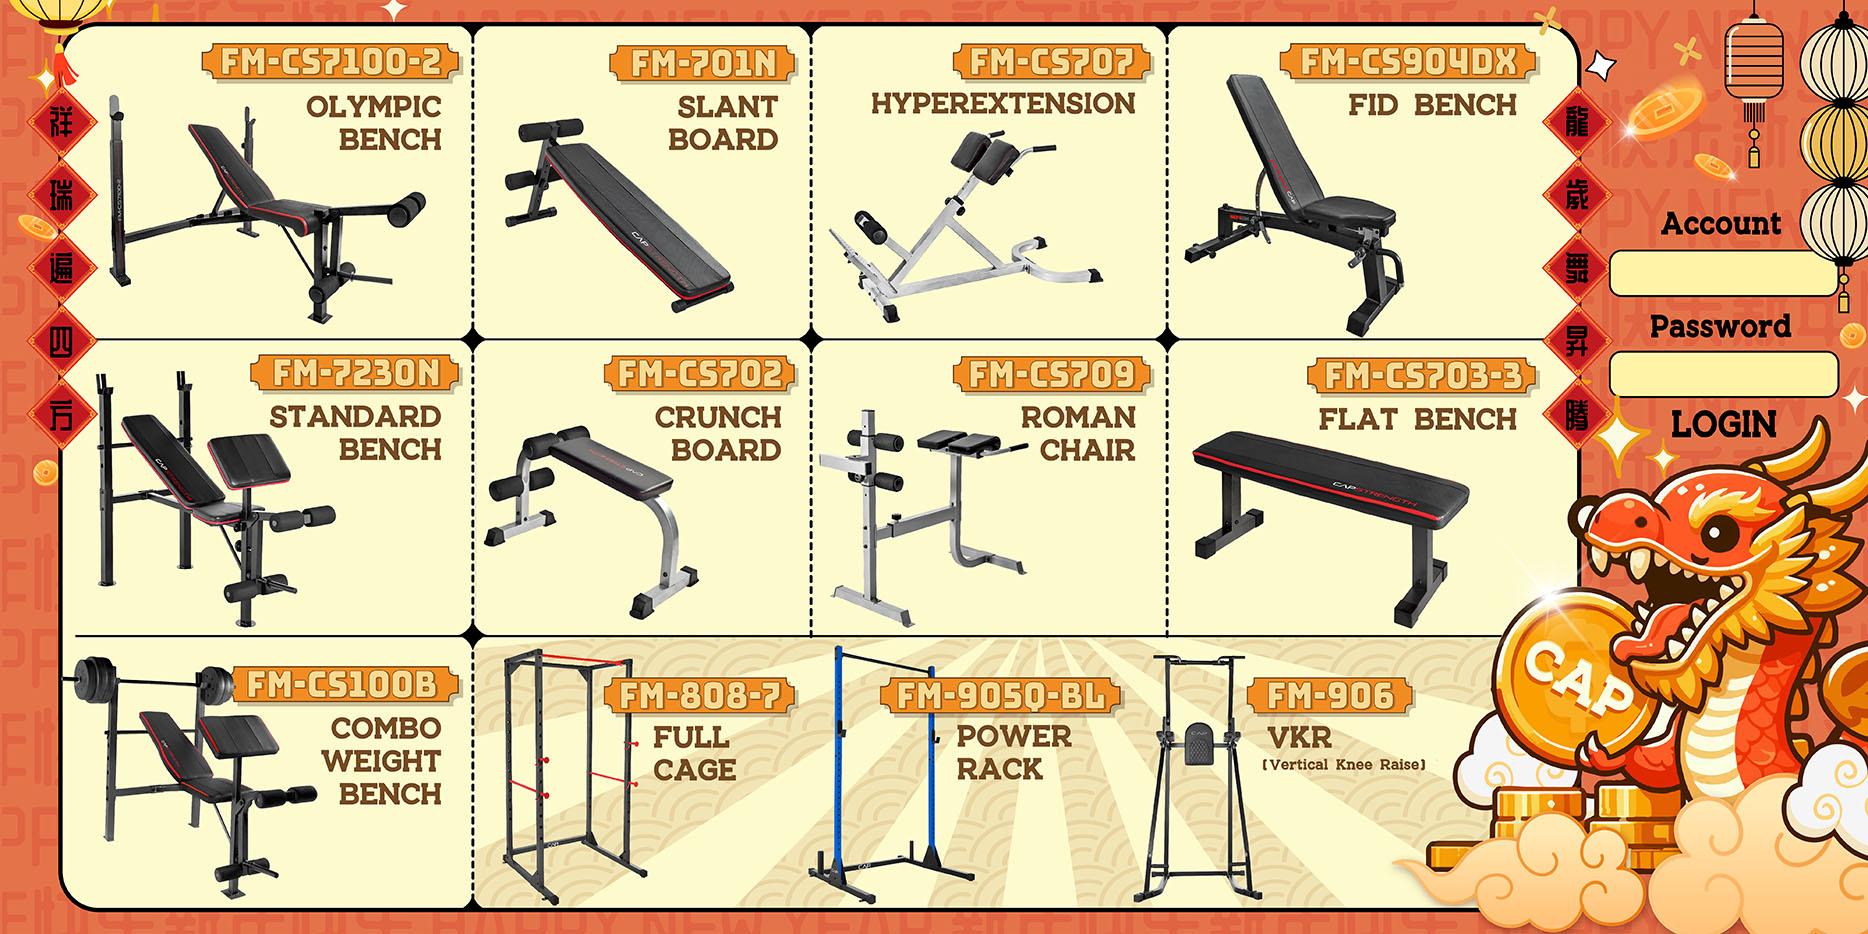 FM-CS7100-2
OLYMPIC
BENCH
FM-701N
SLANT
BOARD
FM-CS707
HYPEREXTENSION
FM-CS904DX
FID BENCH
祥
瑞
遍
四
方
龍
歲
舞
昇
騰
Account
Password
LOGIN
FM-7230N
STANDARD
BENCH
FM-CS702
CRUNCH
BOARD
FM-CS709
ROMAN
CHAIR
FM-CS703-3
FLAT BENCH
CAPSTRENGTH
FM-CS100B
COMBO
WEIGHT
BENCH
FM-808-7
FULL
CAGE
FM-905Q-BL
POWER
RACK
FM-906
VKR
(Vertical Knee Raise)
CAP